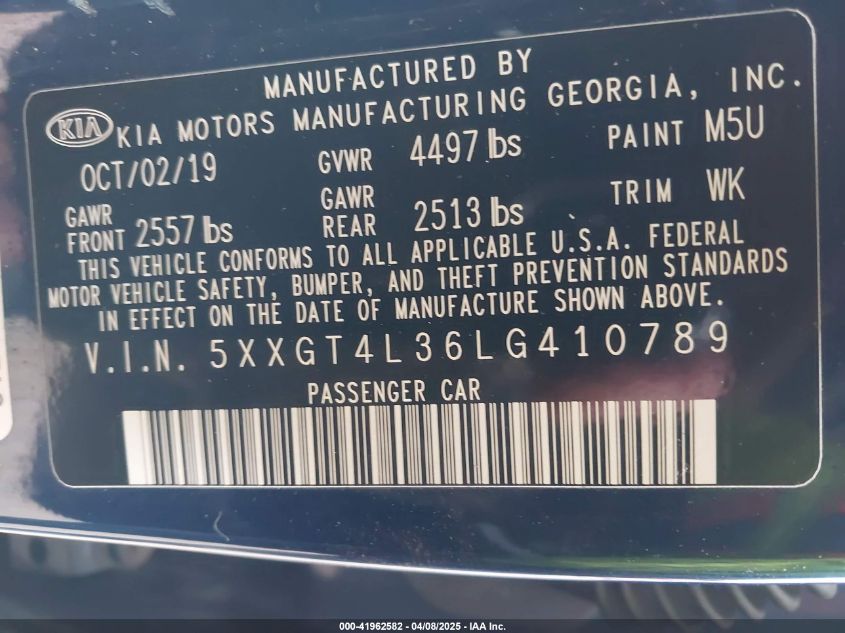 MANUFACTURED BY
KIA KIA MOTORS MANUFACTURING GEORGIA, INC.
OCT/02/19 GVWR 4497 lbs PAINT M5U
GAWR FRONT 2557 lbs GAWR REAR 2513 lbs TRIM WK
THIS VEHICLE CONFORMS TO ALL APPLICABLE U.S.A. FEDERAL
MOTOR VEHICLE SAFETY, BUMPER, AND THEFT PREVENTION STANDARDS
IN EFFECT ON THE DATE OF MANUFACTURE SHOWN ABOVE.
V.I.N. 5XXGT4L36LG410789
PASSENGER CAR
000-41962582 - 04/08/2025 - IAA Inc.